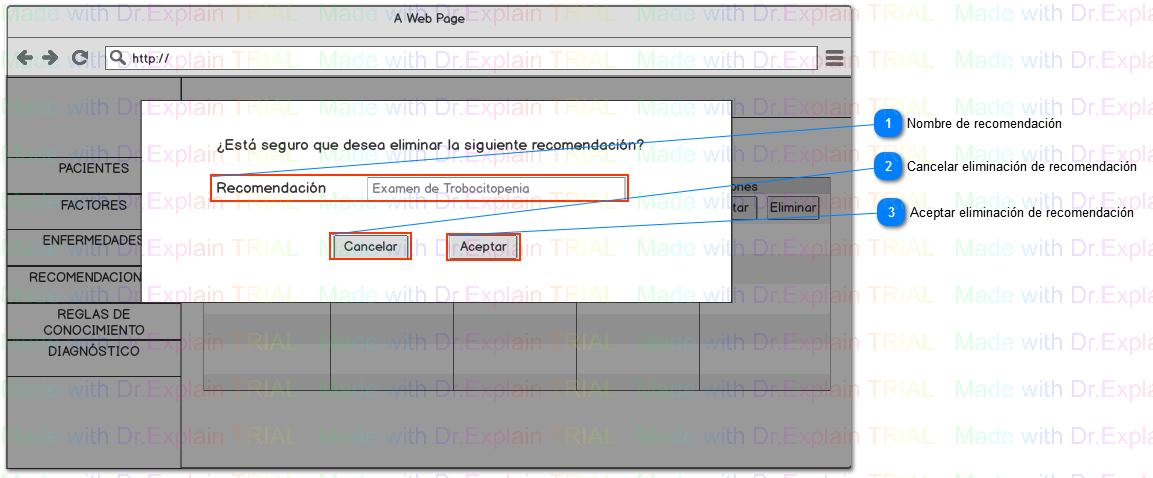 A Web Page
http://
¿Está seguro que desea eliminar la siguiente recomendación?
Recomendación Examen de Trobocitopenia
Cancelar Aceptar
PACIENTES
FACTORES
ENFERMEDADES
RECOMENDACION
REGLAS DE
CONOCIMIENTO
DIAGNÓSTICO
ones
tar Eliminar
1 Nombre de recomendación
2 Cancelar eliminación de recomendación
3 Aceptar eliminación de recomendación
Made with Dr.Explain TRIAL